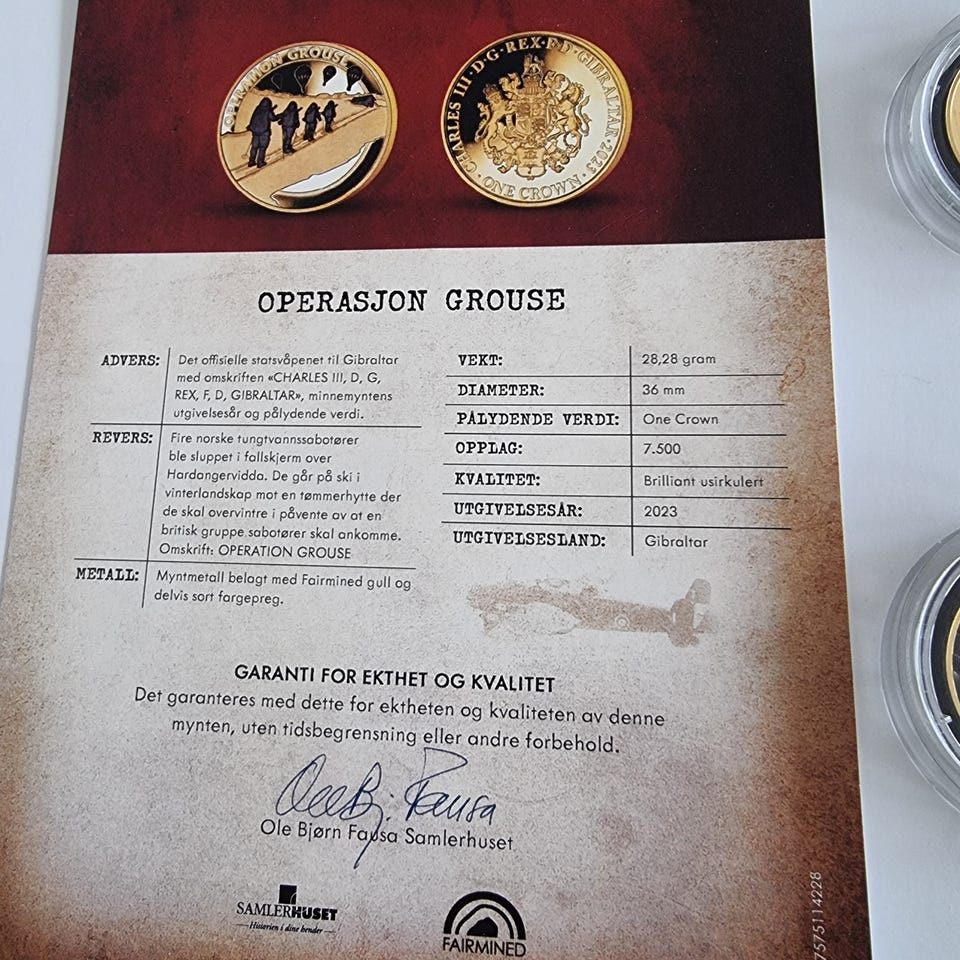 OPERATION GROUSE
CHARLES III · D · G · REX · F · D · GIBRALTAR · 2023
· ONE CROWN ·
OPERASJON GROUSE
ADVERS:
Det offisielle statsvåpenet til Gibraltar
med omskriften «CHARLES III, D, G,
REX, F, D, GIBRALTAR», minnemyntens
utgivelsesår og pålydende verdi.
REVERS:
Fire norske tungtvannssabotører
ble sluppet i fallskjerm over
Hardangervidda. De går på ski i
vinterlandskap mot en tømmerhytte der
de skal overvintre i påvente av at en
britisk gruppe sabotører skal ankomme.
Omskrift: OPERATION GROUSE
METALL:
Myntmetall belagt med Fairmined gull og
delvis sort fargepreg.
VEKT: 28,28 gram
DIAMETER: 36 mm
PÅLYDENDE VERDI: One Crown
OPPLAG: 7.500
KVALITET: Brilliant usirkulert
UTGIVELSESÅR: 2023
UTGIVELSESLAND: Gibraltar
GARANTI FOR EKTHET OG KVALITET
Det garanteres med dette for ektheten og kvaliteten av denne
mynten, uten tidsbegrensning eller andre forbehold.
Ole Bj. Fausa
Ole Bjørn Fausa Samlerhuset
SAMLERHUSET
Historien i dine hender
FAIRMINED
7575114228